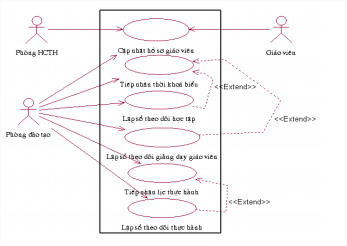 Phòng HCTH
Cập nhật hồ sơ giáo viên
Giáo viên
Tiếp nhận thời khoá biểu
<<Extend>>
Lập sổ theo dõi học tập
<<Extend>>
Phòng đào tạo
Lập sổ theo dõi giảng dạy giáo viên
Tiếp nhận lịc thực hành
<<Extend>>
Lập sổ theo dõi thực hành